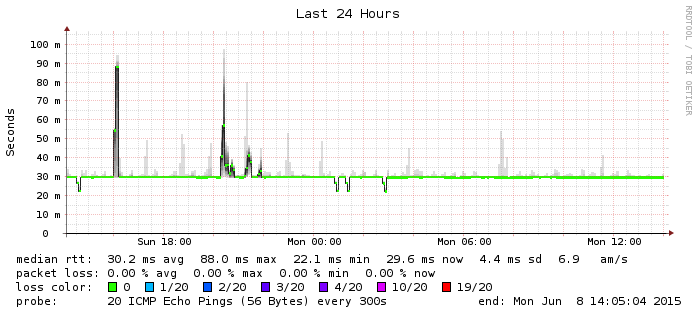 Last 24 Hours
RRDTOOL / TOBI OETIKER
Seconds
100 m
90 m
80 m
70 m
60 m
50 m
40 m
30 m
20 m
10 m
0
Sun 18:00 Mon 00:00 Mon 06:00 Mon 12:00
median rtt: 30.2 ms avg 88.0 ms max 22.1 ms min 29.6 ms now 4.4 ms sd 6.9 am/s
packet loss: 0.00 % avg 0.00 % max 0.00 % min 0.00 % now
loss color: 0 1/20 2/20 3/20 4/20 10/20 19/20
probe: 20 ICMP Echo Pings (56 Bytes) every 300s end: Mon Jun 8 14:05:04 2015